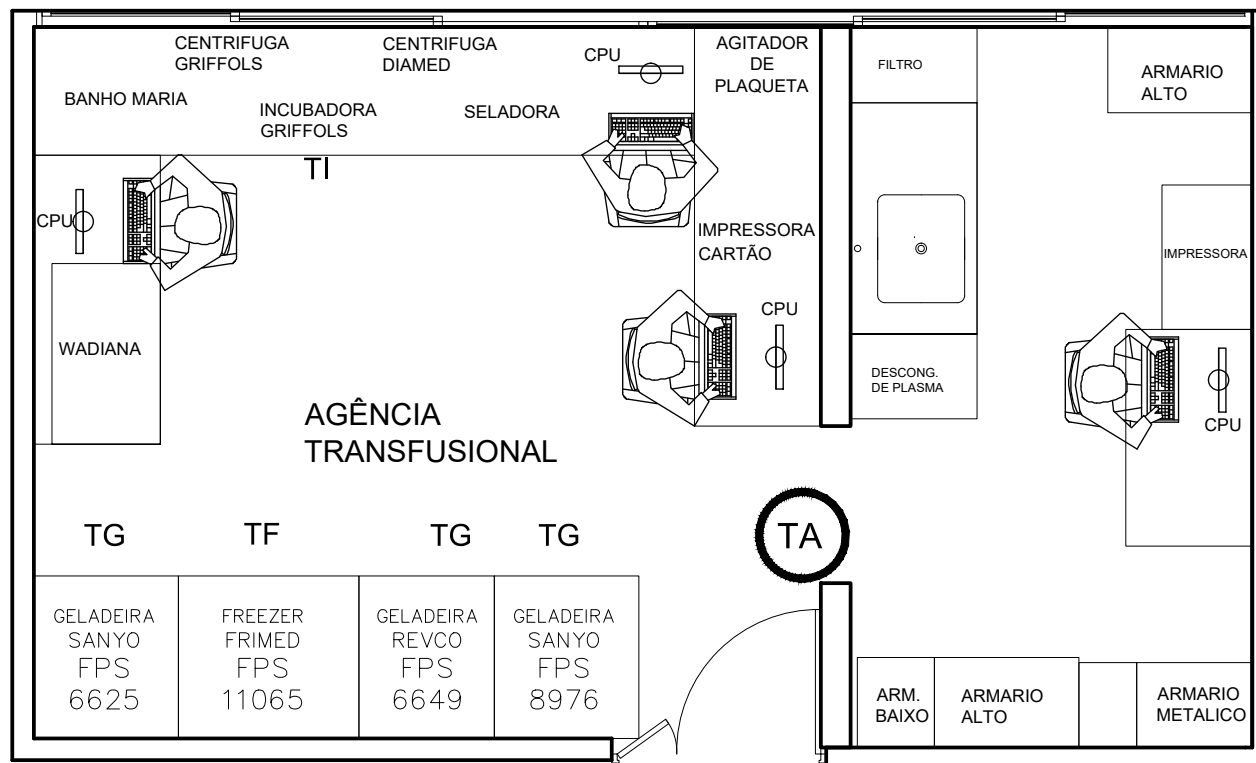 CENTRIFUGA
GRIFFOLS
CENTRIFUGA
DIAMED
CPU
AGITADOR
DE
PLAQUETA
FILTRO
ARMARIO
ALTO
BANHO MARIA
INCUBADORA
GRIFFOLS
SELADORA
TI
CPU
IMPRESSORA
CARTÃO
IMPRESSORA
CPU
WADIANA
DESCONG.
DE PLASMA
CPU
AGÊNCIA
TRANSFUSIONAL
TG
TF
TG
TG
TA
GELADEIRA
SANYO
FPS
6625
FREEZER
FRIMED
FPS
11065
GELADEIRA
REVCO
FPS
6649
GELADEIRA
SANYO
FPS
8976
ARM.
BAIXO
ARMARIO
ALTO
ARMARIO
METALICO